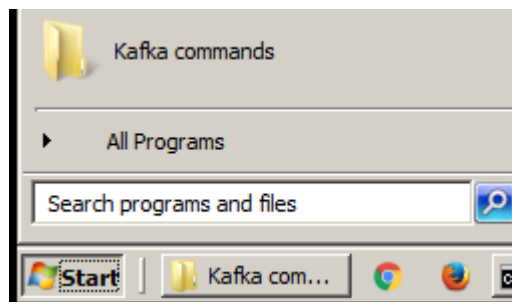 Kafka commands
All Programs
Search programs and files
Start
Kafka com...